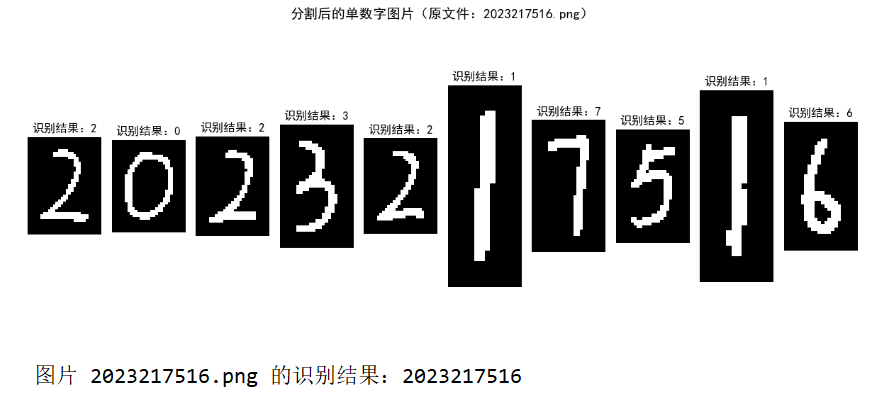 分割后的单数字图片（原文件：2023217516.png）
识别结果：2 识别结果：0 识别结果：2 识别结果：3 识别结果：2 识别结果：1 识别结果：7 识别结果：5 识别结果：1 识别结果：6
2 0 2 3 2 1 7 5 1 6
图片 2023217516.png 的识别结果：2023217516